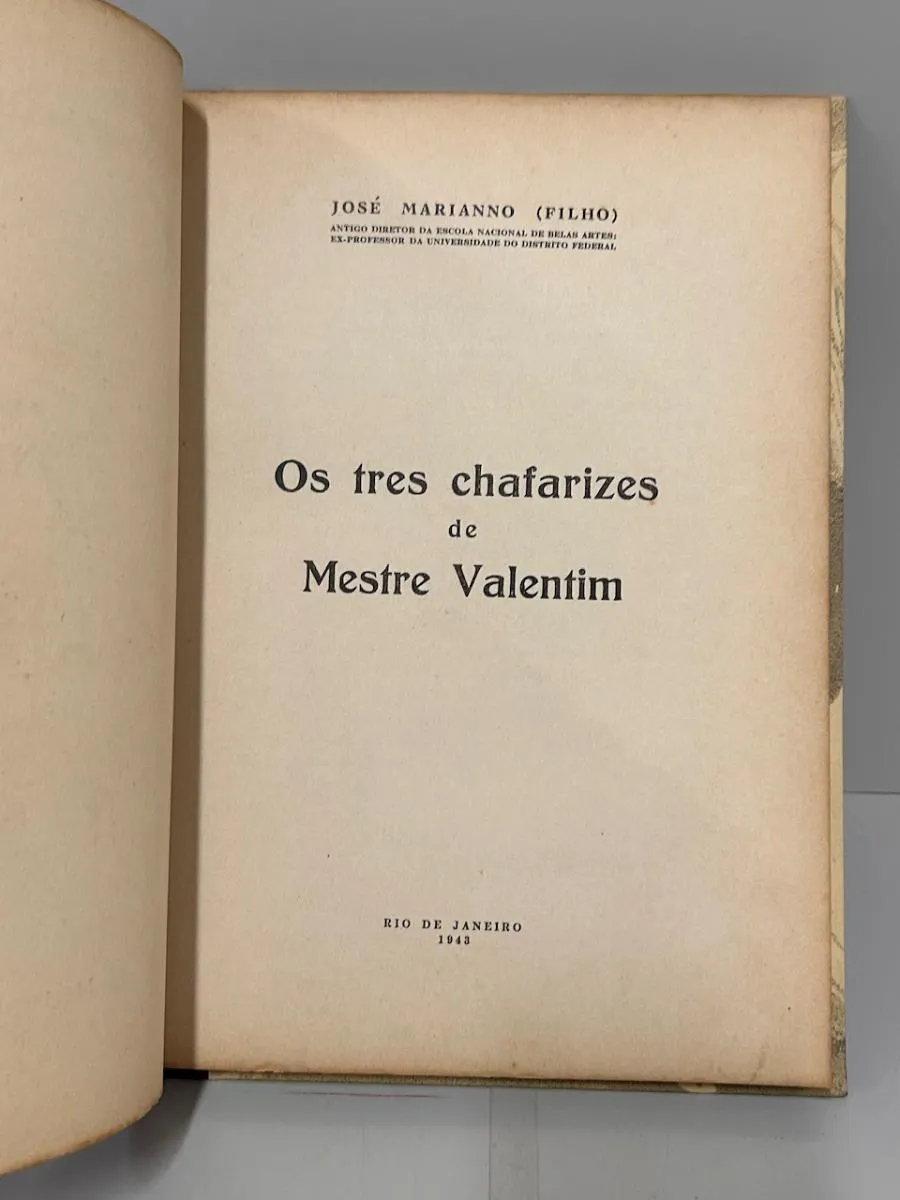 JOSÉ MARIANNO (FILHO)
ANTIGO DIRETOR DA ESCOLA NACIONAL DE BELAS ARTES;
EX-PROFESSOR DA UNIVERSIDADE DO DISTRITO FEDERAL
Os tres chafarizes
de
Mestre Valentim
RIO DE JANEIRO
1943